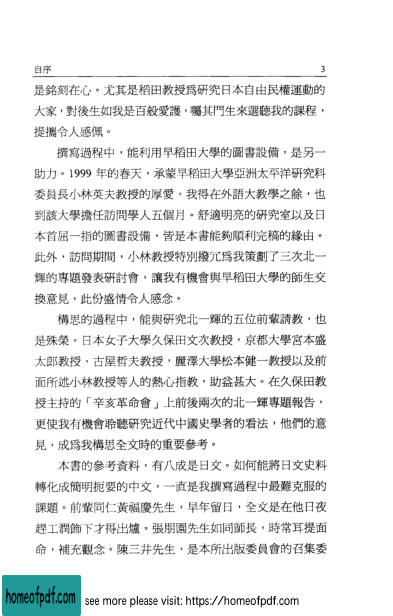 自序 3
是銘刻在心。尤其是稻田教授爲研究日本自由民權運動的
大家，對後生如我是百般愛護，囑其門生來選聽我的課程，
提攜令人感佩。
撰寫過程中，能利用早稻田大學的圖書設備，是另一
助力。1999 年的春天，承蒙早稻田大學亞洲太平洋研究科
委員長小林英夫教授的厚愛，我得在外語大教學之餘，也
到該大學擔任訪問學人五個月。舒適明亮的研究室以及日
本首屈一指的圖書設備，皆是本書能夠順利完稿的緣由。
此外，訪問期間，小林教授特別撥冗爲我策劃了三次北一
輝的專題發表研討會，讓我有機會與早稻田大學的師生交
換意見，此份盛情令人感念。
構思的過程中，能與研究北一輝的五位前輩請教，也
是殊榮。日本女子大學久保田文次教授，京都大學宮本盛
太郎教授、古屋哲夫教授，麗澤大學松本健一教授以及前
面所述小林教授等人的熱心指教，助益甚大。在久保田教
授主持的「辛亥革命會」上前後兩次的北一輝專題報告，
更使我有機會聆聽研究近代中國史學者的看法，他們的意
見，成爲我構思全文時的重要參考。
本書的參考資料，有八成是日文。如何能將日文史料
轉化成簡明扼要的中文，一直是我撰寫過程中最難克服的
課題。前輩同仁黃福慶先生，早年留日，全文是在他日夜
趕工潤飾下才得出爐。張朋園先生如同師長，時常耳提面
命，補充觀念。陳三井先生，是本所出版委員會的召集委
homeofpdf.com see more please visit: https://homeofpdf.com